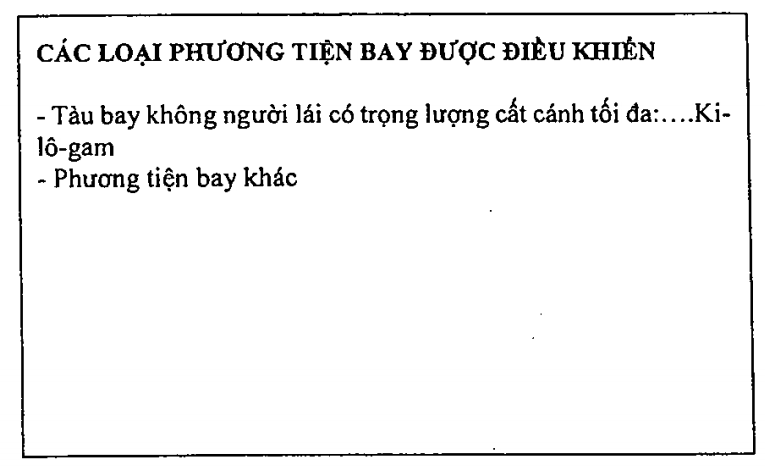 CÁC LOẠI PHƯƠNG TIỆN BAY ĐƯỢC ĐIỀU KHIỂN
- Tàu bay không người lái có trọng lượng cất cánh tối đa:....Ki-
lô-gam
- Phương tiện bay khác